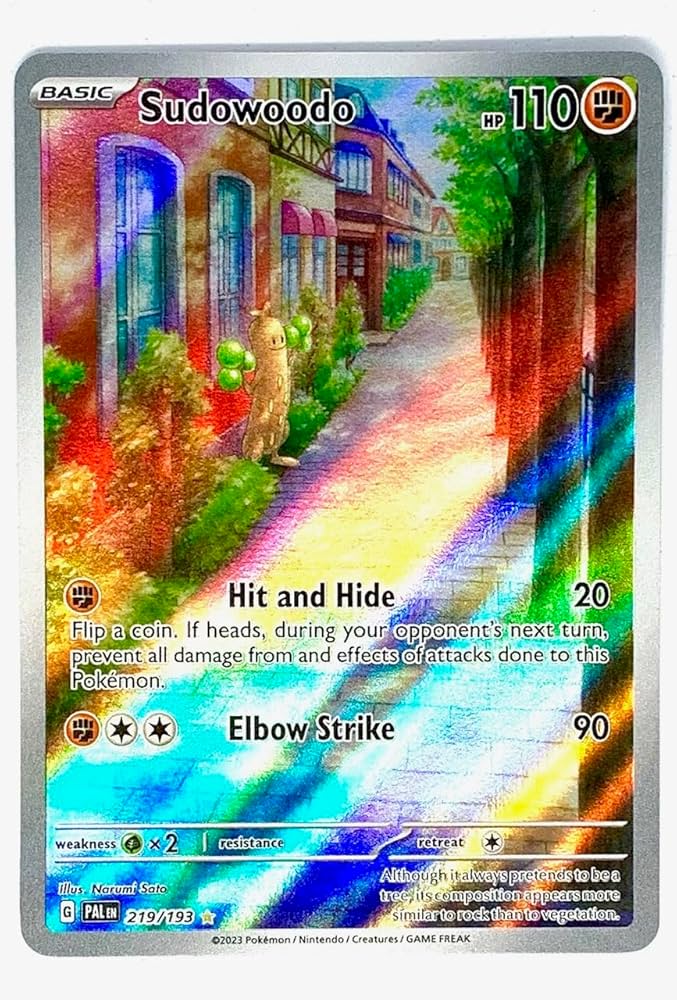 BASIC Sudowoodo HP 110
Hit and Hide 20
Flip a coin. If heads, during your opponent's next turn,
prevent all damage from and effects of attacks done to this
Pokémon.
Elbow Strike 90
weakness ×2 resistance retreat
Although it always pretends to be a
tree, its composition appears more
similar to rock than to vegetation.
Illus. Narumi Sato
G PAL EN 219/193
©2023 Pokémon / Nintendo / Creatures / GAME FREAK